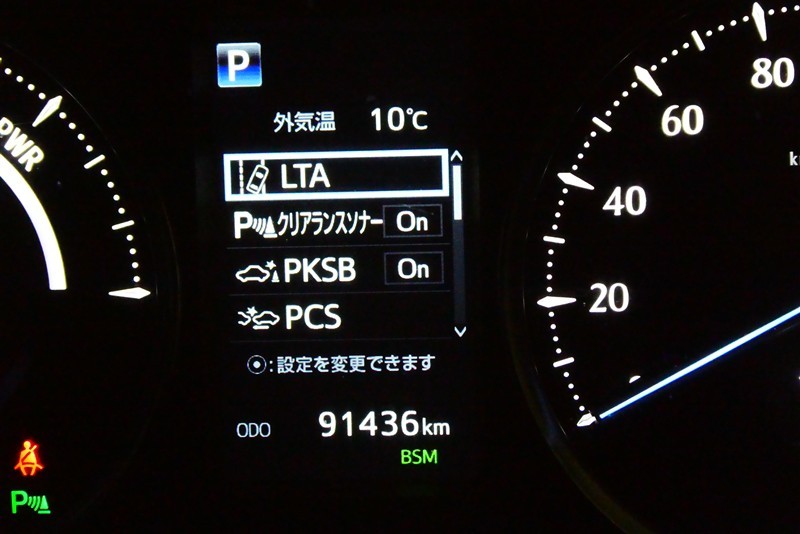 P
外気温 10℃
LTA
Pクリアランスソナー On
PKSB On
PCS
:設定を変更できます
ODO 91436km
BSM
PWR
P
80
60
40
20